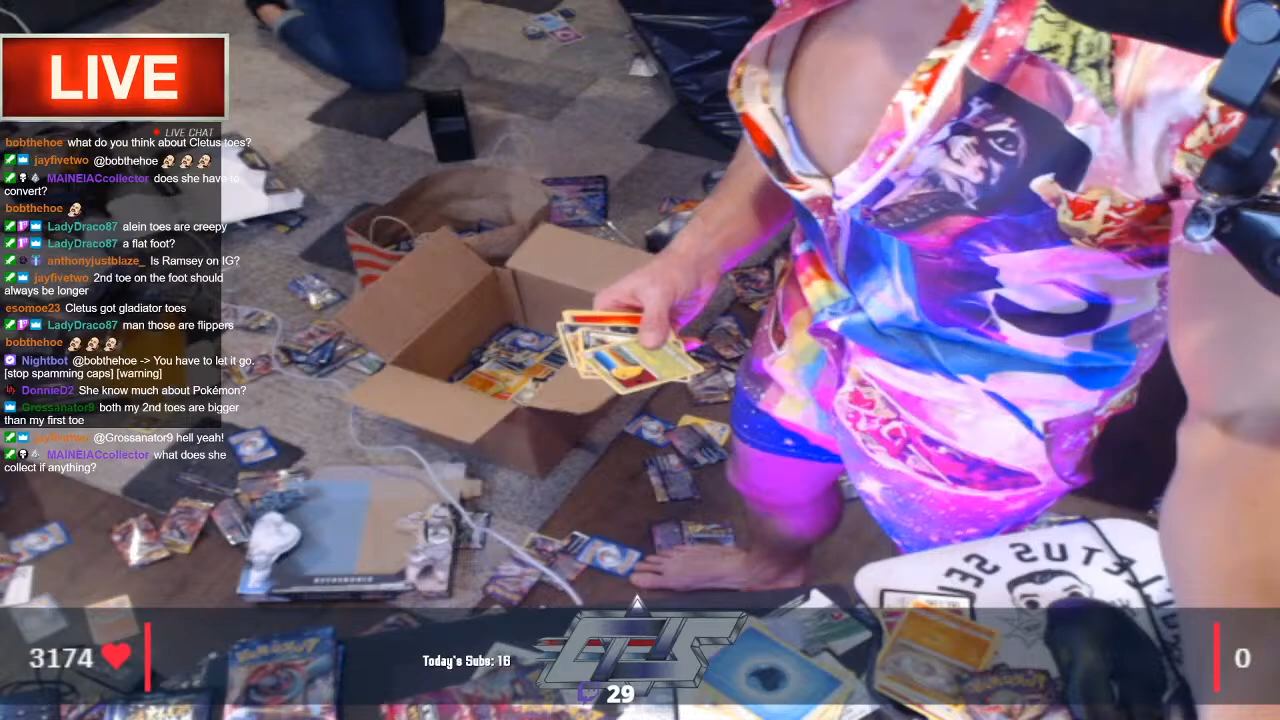 LIVE
LIVE CHAT
bobthehoe what do you think about Cletus toes?
jayfivetwo @bobthehoe
MAINEIACcollector does she have to
convert?
bobthehoe
LadyDraco87 alein toes are creepy
LadyDraco87 a flat foot?
anthonyjustblaze_ Is Ramsey on IG?
jayfivetwo 2nd toe on the foot should
always be longer
esomoe23 Cletus got gladiator toes
LadyDraco87 man those are flippers
bobthehoe
Nightbot @bobthehoe -> You have to let it go.
[stop spamming caps] [warning]
DonnieD2 She know much about Pokémon?
Grossanator9 both my 2nd toes are bigger
than my first toe
jayfivetwo @Grossanator9 hell yeah!
MAINEIACcollector what does she
collect if anything?
3174
Today's Subs: 18
29
0